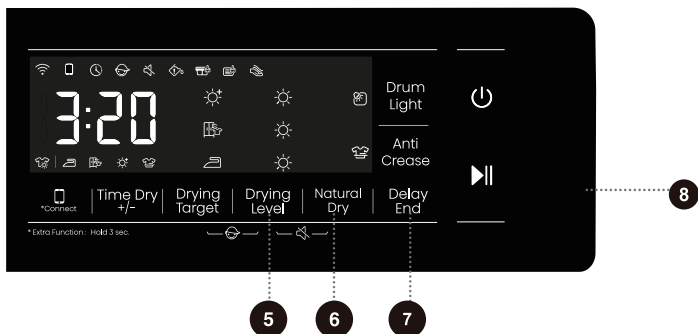 3:20
Drum
Light
Anti
Crease
*Connect
Time Dry
+/-
Drying
Target
Drying
Level
Natural
Dry
Delay
End
* Extra Function : Hold 3 sec.
8
5
6
7